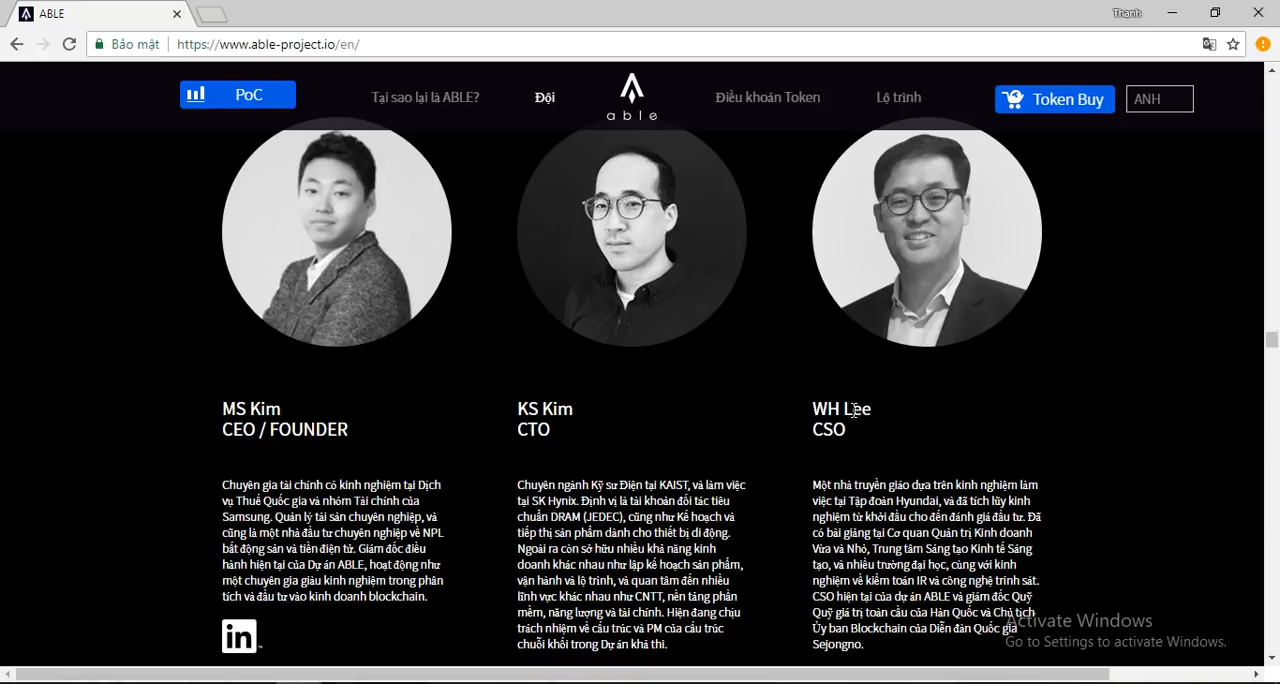 ABLE
Thanh
Bảo mật
https://www.able-project.io/en/
PoC
Tại sao lại là ABLE?
Đội
able
Điều khoản Token
Lộ trình
Token Buy
ANH
MS Kim
CEO / FOUNDER
Chuyên gia tài chính có kinh nghiệm tại Dịch
vụ Thuế Quốc gia và nhóm Tài chính của
Samsung. Quản lý tài sản chuyên nghiệp, và
cũng là một nhà đầu tư chuyên nghiệp về NPL
bất động sản và tiền điện tử. Giám đốc điều
hành hiện tại của Dự án ABLE, hoạt động như
một chuyên gia giàu kinh nghiệm trong phân
tích và đầu tư vào kinh doanh blockchain.
in
KS Kim
CTO
Chuyên ngành Kỹ sư Điện tại KAIST, và làm việc
tại SK Hynix. Định vị là tài khoản đối tác tiêu
chuẩn DRAM (JEDEC), cũng như Kế hoạch và
tiếp thị sản phẩm dành cho thiết bị di động.
Ngoài ra còn sở hữu nhiều khả năng kinh
doanh khác nhau như lập kế hoạch sản phẩm,
vận hành và lộ trình, và quan tâm đến nhiều
lĩnh vực khác nhau như CNTT, nền tảng phần
mềm, năng lượng và tài chính. Hiện đang chịu
trách nhiệm về cấu trúc và PM của cấu trúc
chuỗi khối trong Dự án khả thi.
WH Lee
CSO
Một nhà truyền giáo dựa trên kinh nghiệm làm
việc tại Tập đoàn Hyundai, và đã tích lũy kinh
nghiệm từ khởi đầu cho đến đánh giá đầu tư. Đã
có bài giảng tại Cơ quan Quản trị Kinh doanh
Vừa và Nhỏ, Trung tâm Sáng tạo Kinh tế Sáng
tạo, và nhiều trường đại học, cùng với kinh
nghiệm về kiểm toán IR và công nghệ trinh sát.
CSO hiện tại của dự án ABLE và giám đốc Quỹ
Quỹ giá trị toàn cầu của Hàn Quốc và Chủ tịch
Ủy ban Blockchain của Diễn đàn Quốc gia
Sejongno.
Activate Windows
Go to Settings to activate Windows.